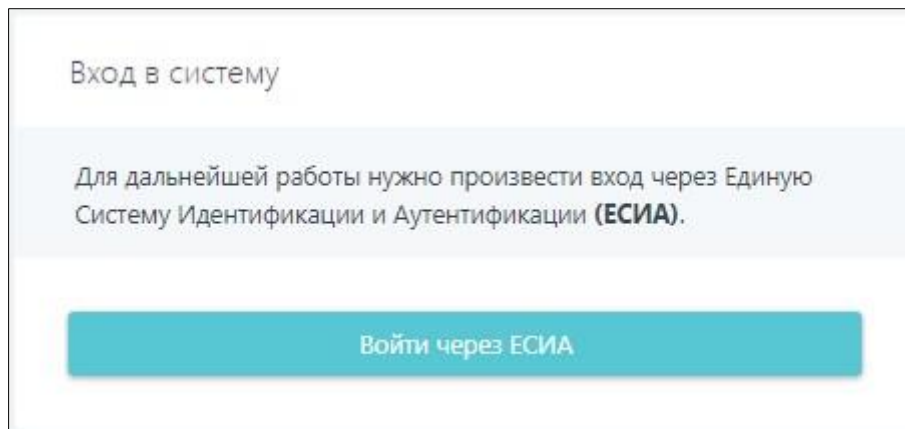 Вход в систему
Для дальнейшей работы нужно произвести вход через Единую
Систему Идентификации и Аутентификации (ЕСИА).
Войти через ЕСИА